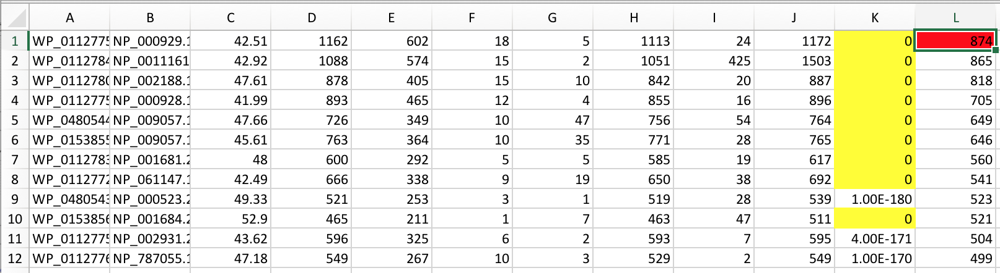 A B C D E F G H I J K L
1 WP_0112775 NP_000929.1 42.51 1162 602 18 5 1113 24 1172 0 874
2 WP_0112784 NP_0011161 42.92 1088 574 15 2 1051 425 1503 0 865
3 WP_0112780 NP_002188.1 47.61 878 405 15 10 842 20 887 0 818
4 WP_0112775 NP_000928.1 41.99 893 465 12 4 855 16 896 0 705
5 WP_0480544 NP_009057.1 47.66 726 349 10 47 756 54 764 0 649
6 WP_0153855 NP_009057.1 45.61 763 364 10 35 771 28 765 0 646
7 WP_0112783 NP_001681.2 48 600 292 5 5 585 19 617 0 560
8 WP_0112772 NP_061147.1 42.49 666 338 9 19 650 38 692 0 541
9 WP_0480543 NP_000523.2 49.33 521 253 3 1 519 28 539 1.00E-180 523
10 WP_0153856 NP_001684.2 52.9 465 211 1 7 463 47 511 0 521
11 WP_0112775 NP_002931.2 43.62 596 325 6 2 593 7 595 4.00E-171 504
12 WP_0112776 NP_787055.1 47.18 549 267 10 3 529 2 549 1.00E-170 499